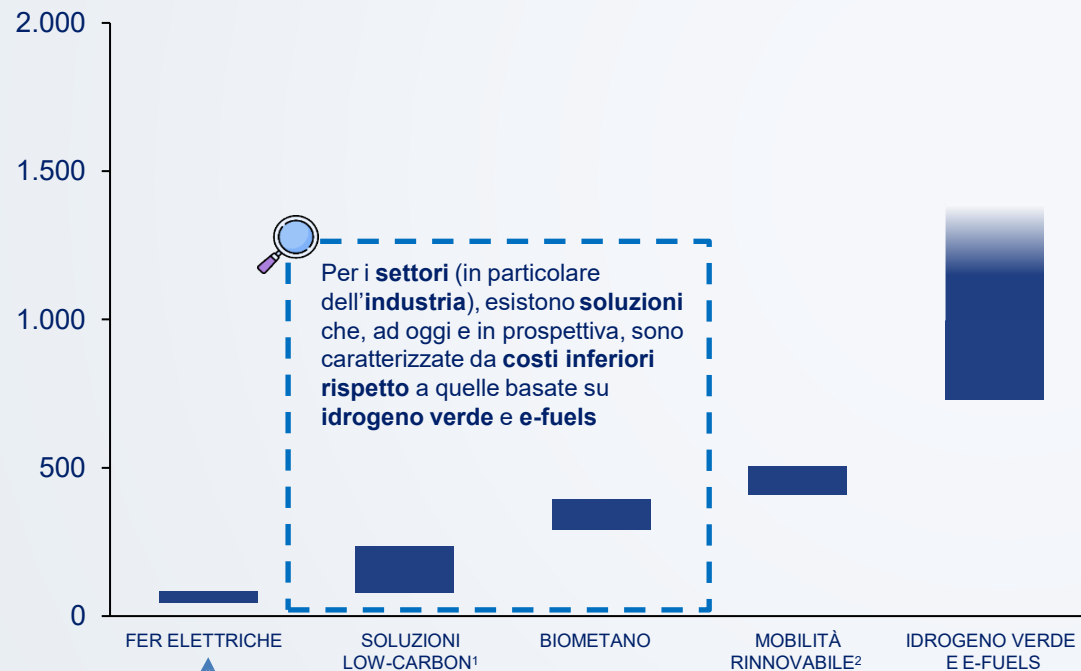 2.000
1.500
1.000
500
0
Per i settori (in particolare
dell'industria), esistono soluzioni
che, ad oggi e in prospettiva, sono
caratterizzate da costi inferiori
rispetto a quelle basate su
idrogeno verde e e-fuels
FER ELETTRICHE
SOLUZIONI
LOW-CARBON¹
BIOMETANO
MOBILITÀ
RINNOVABILE²
IDROGENO VERDE
E E-FUELS